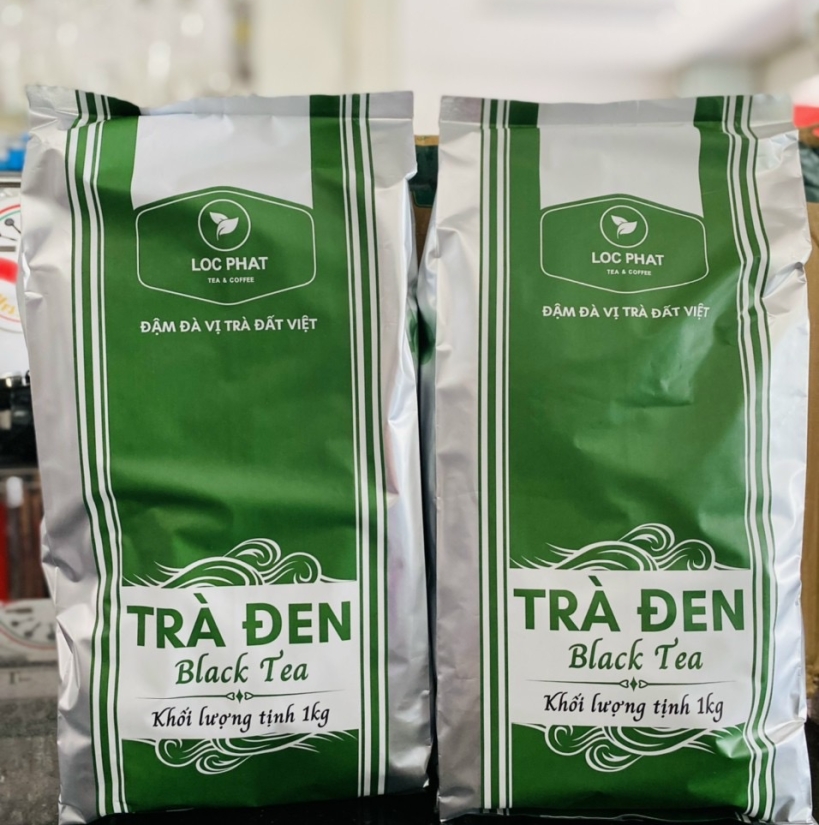 LOC PHAT
TEA & COFFEE
ĐẬM ĐÀ VỊ TRÀ ĐẤT VIỆT
TRÀ ĐEN
Black Tea
Khối lượng tịnh 1kg
LOC PHAT
TEA & COFFEE
ĐẬM ĐÀ VỊ TRÀ ĐẤT VIỆT
TRÀ ĐEN
Black Tea
Khối lượng tịnh 1kg